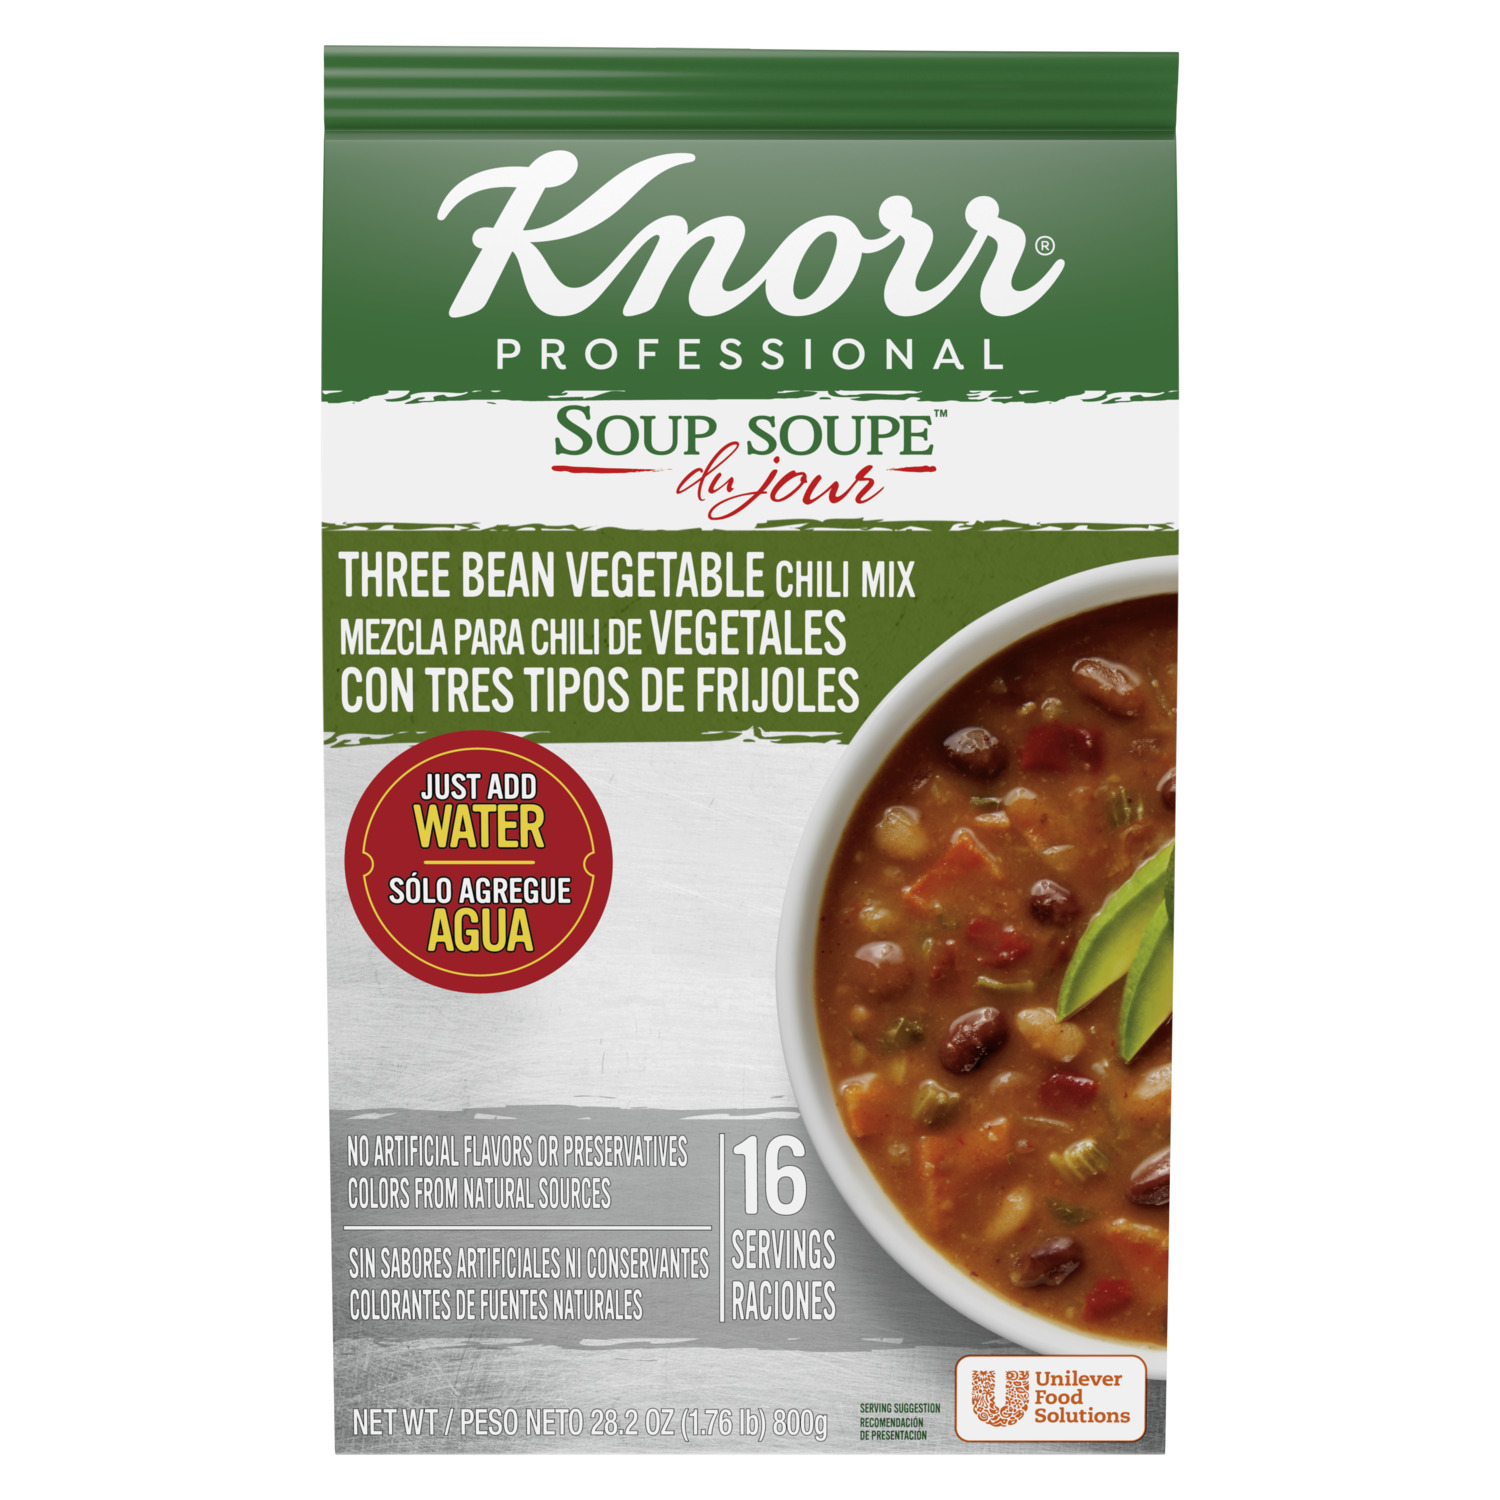 Knorr®
PROFESSIONAL
SOUP SOUPE™
du jour
THREE BEAN VEGETABLE CHILI MIX
MEZCLA PARA CHILI DE VEGETALES
CON TRES TIPOS DE FRIJOLES
JUST ADD
WATER
SÓLO AGREGUE
AGUA
NO ARTIFICIAL FLAVORS OR PRESERVATIVES
COLORS FROM NATURAL SOURCES
SIN SABORES ARTIFICIALES NI CONSERVANTES
COLORANTES DE FUENTES NATURALES
16
SERVINGS
RACIONES
NET WT / PESO NETO 28.2 OZ (1.76 lb) 800g
SERVING SUGGESTION
RECOMENDACIÓN
DE PRESENTACIÓN
Unilever
Food
Solutions